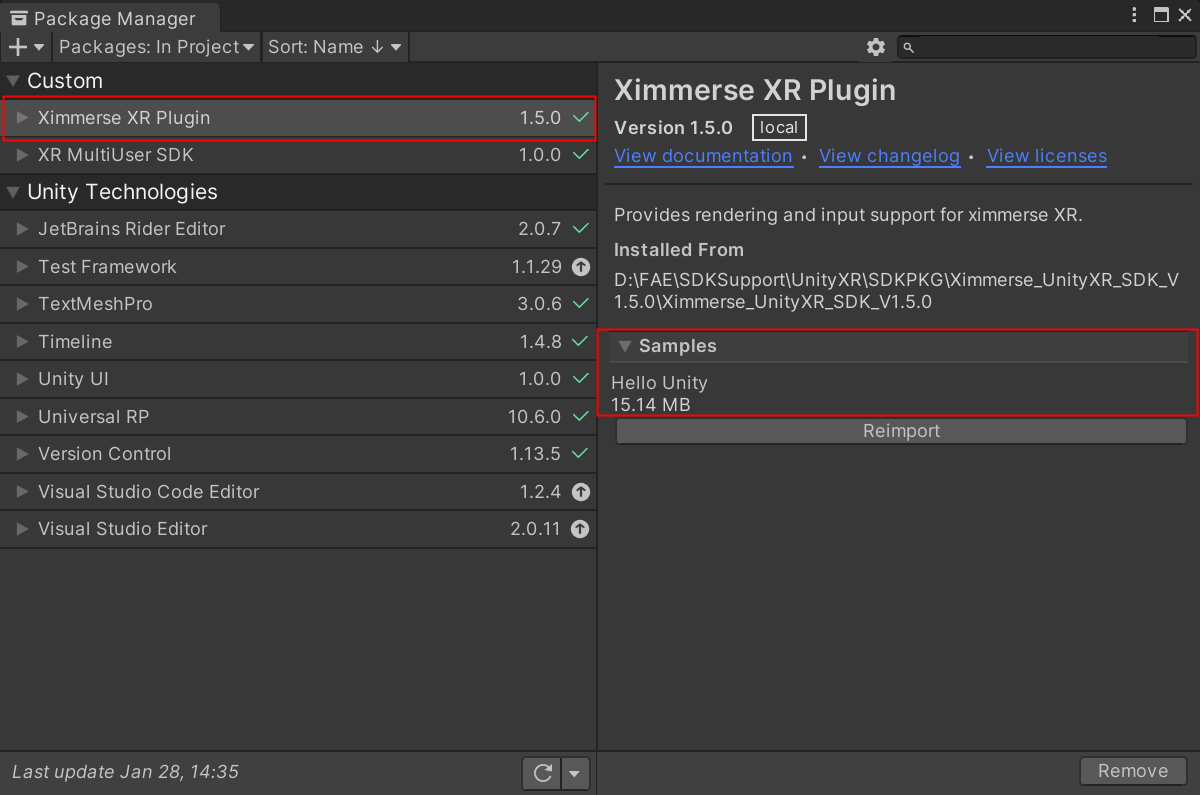 Package Manager
Packages: In Project
Sort: Name ↓
Custom
Ximmerse XR Plugin 1.5.0
XR MultiUser SDK 1.0.0
Unity Technologies
JetBrains Rider Editor 2.0.7
Test Framework 1.1.29
TextMeshPro 3.0.6
Timeline 1.4.8
Unity UI 1.0.0
Universal RP 10.6.0
Version Control 1.13.5
Visual Studio Code Editor 1.2.4
Visual Studio Editor 2.0.11
Last update Jan 28, 14:35
Ximmerse XR Plugin
Version 1.5.0 local
View documentation • View changelog • View licenses
Provides rendering and input support for ximmerse XR.
Installed From
D:\FAE\SDKSupport\UnityXR\SDKPKG\Ximmerse_UnityXR_SDK_V
1.5.0\Ximmerse_UnityXR_SDK_V1.5.0
Samples
Hello Unity
15.14 MB
Reimport
Remove